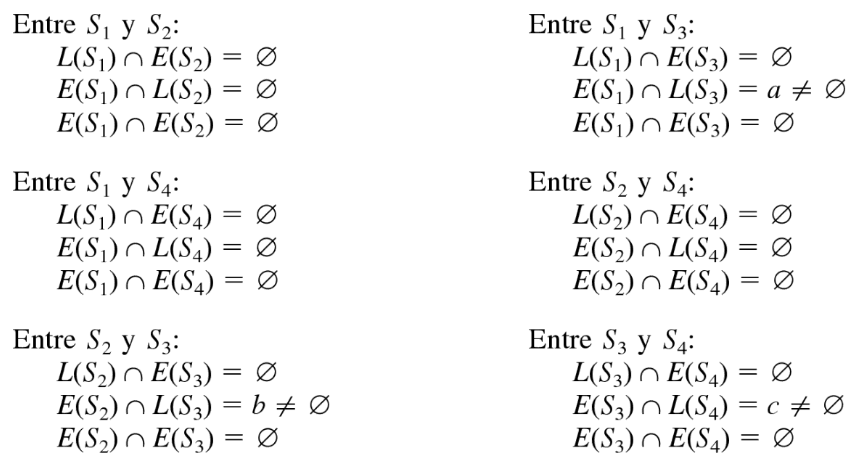 Entre S₁ y S₂:
L(S₁) ∩ E(S₂) = ∅
E(S₁) ∩ L(S₂) = ∅
E(S₁) ∩ E(S₂) = ∅
Entre S₁ y S₃:
L(S₁) ∩ E(S₃) = ∅
E(S₁) ∩ L(S₃) = a ≠ ∅
E(S₁) ∩ E(S₃) = ∅
Entre S₁ y S₄:
L(S₁) ∩ E(S₄) = ∅
E(S₁) ∩ L(S₄) = ∅
E(S₁) ∩ E(S₄) = ∅
Entre S₂ y S₄:
L(S₂) ∩ E(S₄) = ∅
E(S₂) ∩ L(S₄) = ∅
E(S₂) ∩ E(S₄) = ∅
Entre S₂ y S₃:
L(S₂) ∩ E(S₃) = ∅
E(S₂) ∩ L(S₃) = b ≠ ∅
E(S₂) ∩ E(S₃) = ∅
Entre S₃ y S₄:
L(S₃) ∩ E(S₄) = ∅
E(S₃) ∩ L(S₄) = c ≠ ∅
E(S₃) ∩ E(S₄) = ∅